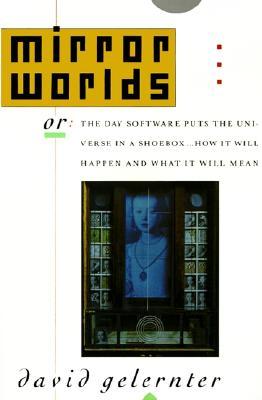 mirror
worlds
or: THE DAY SOFTWARE PUTS THE UNI-
VERSE IN A SHOEBOX...HOW IT WILL
HAPPEN AND WHAT IT WILL MEAN
david gelernter